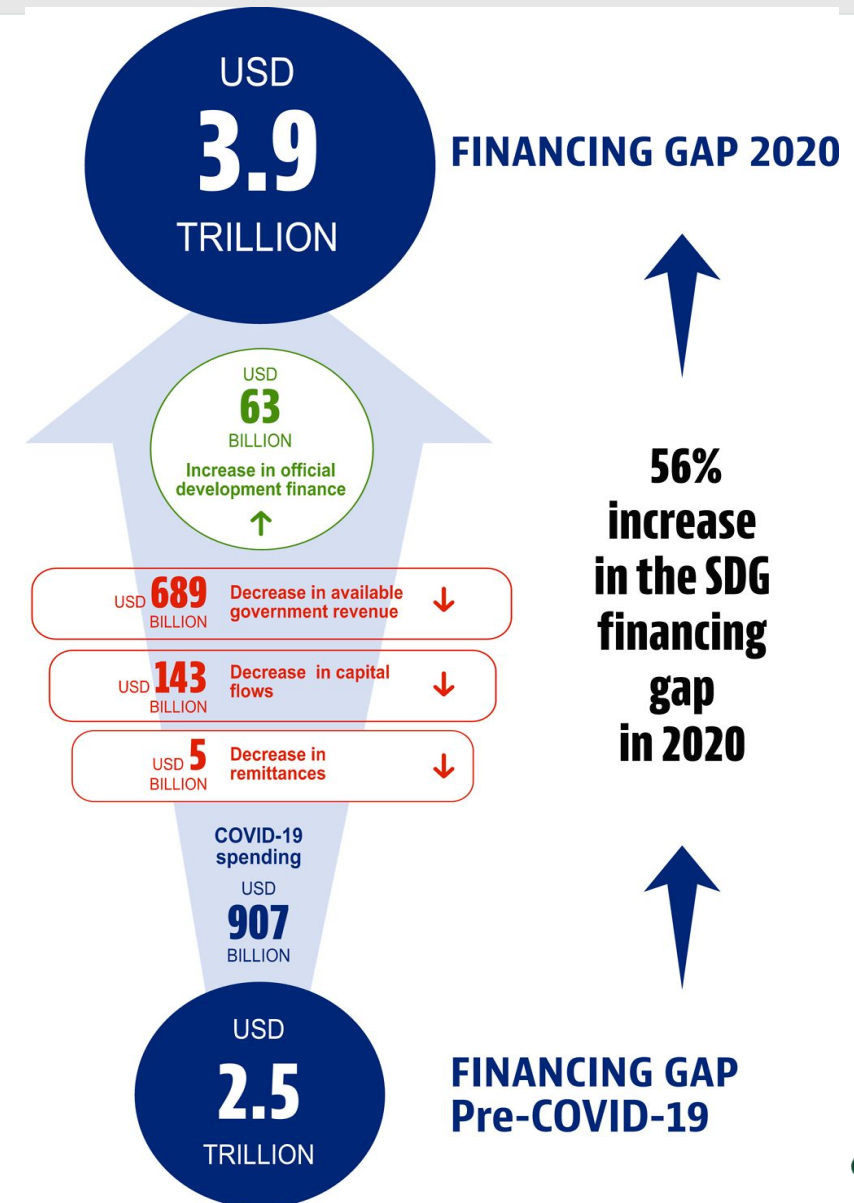 USD
3.9
TRILLION
FINANCING GAP 2020
USD
63
BILLION
Increase in official
development finance
USD 689
BILLION
Decrease in available
government revenue
USD 143
BILLION
Decrease in capital
flows
USD 5
BILLION
Decrease in
remittances
56%
increase
in the SDG
financing
gap
in 2020
COVID-19
spending
USD
907
BILLION
USD
2.5
TRILLION
FINANCING GAP
Pre-COVID-19